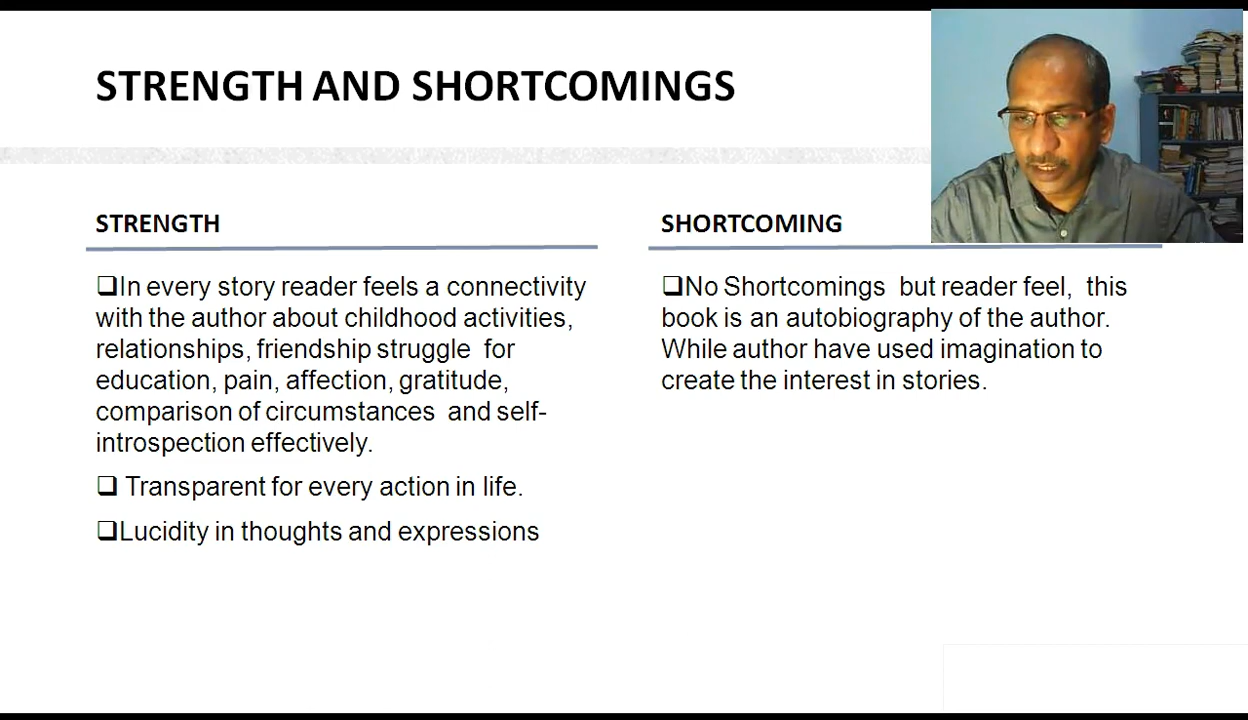 STRENGTH AND SHORTCOMINGS
STRENGTH
❑In every story reader feels a connectivity
with the author about childhood activities,
relationships, friendship struggle  for
education, pain, affection, gratitude,
comparison of circumstances  and self-
introspection effectively.
❑ Transparent for every action in life.
❑Lucidity in thoughts and expressions
SHORTCOMING
❑No Shortcomings  but reader feel,  this
book is an autobiography of the author.
While author have used imagination to
create the interest in stories.